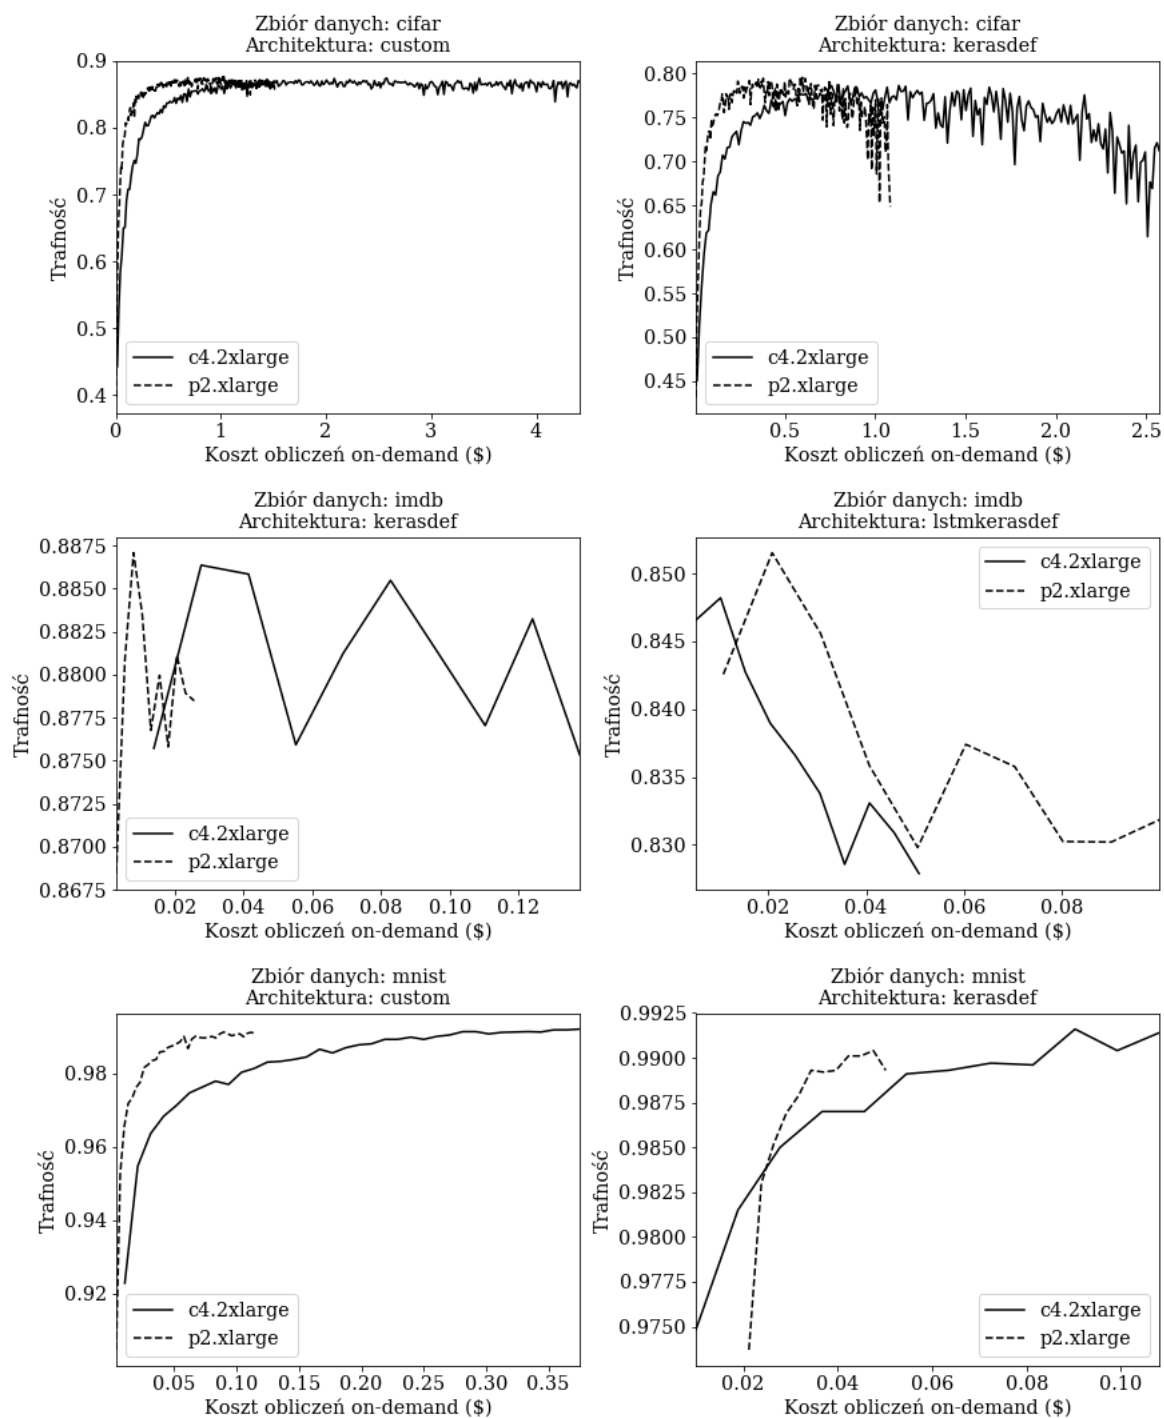 Zbiór danych: cifar
Architektura: custom
0.9
0.8
0.7
0.6
0.5
0.4
Trafność
c4.2xlarge
p2.xlarge
0 1 2 3 4
Koszt obliczeń on-demand ($)
Zbiór danych: cifar
Architektura: kerasdef
0.80
0.75
0.70
0.65
0.60
0.55
0.50
0.45
Trafność
c4.2xlarge
p2.xlarge
0.5 1.0 1.5 2.0 2.5
Koszt obliczeń on-demand ($)
Zbiór danych: imdb
Architektura: kerasdef
0.8875
0.8850
0.8825
0.8800
0.8775
0.8750
0.8725
0.8700
0.8675
Trafność
c4.2xlarge
p2.xlarge
0.02 0.04 0.06 0.08 0.10 0.12
Koszt obliczeń on-demand ($)
Zbiór danych: imdb
Architektura: lstmkerasdef
c4.2xlarge
p2.xlarge
0.850
0.845
0.840
0.835
0.830
Trafność
0.02 0.04 0.06 0.08
Koszt obliczeń on-demand ($)
Zbiór danych: mnist
Architektura: custom
0.98
0.96
0.94
0.92
Trafność
c4.2xlarge
p2.xlarge
0.05 0.10 0.15 0.20 0.25 0.30 0.35
Koszt obliczeń on-demand ($)
Zbiór danych: mnist
Architektura: kerasdef
0.9925
0.9900
0.9875
0.9850
0.9825
0.9800
0.9775
0.9750
Trafność
c4.2xlarge
p2.xlarge
0.02 0.04 0.06 0.08 0.10
Koszt obliczeń on-demand ($)